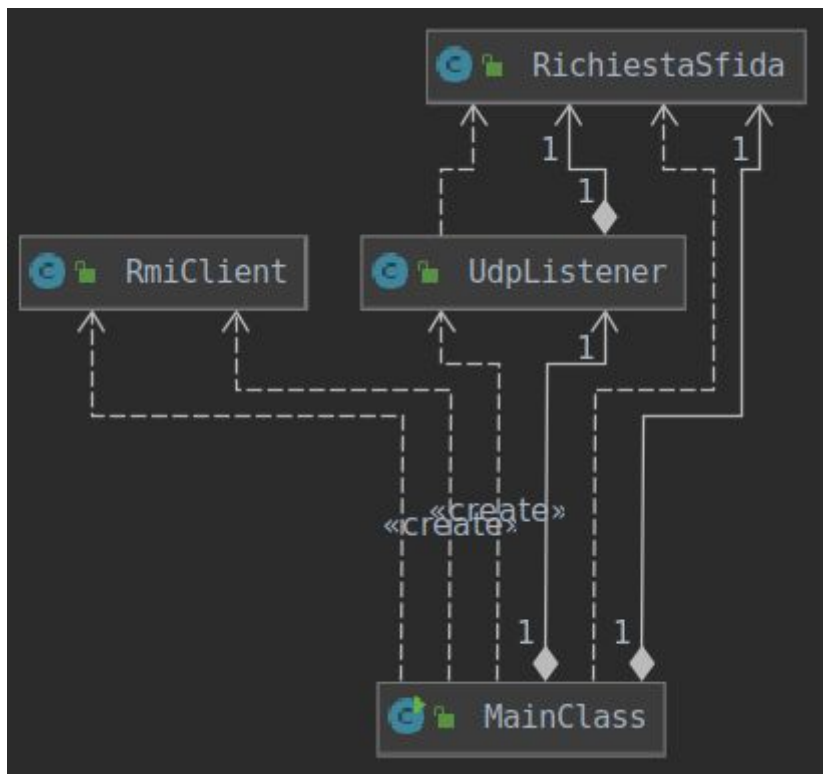 RichiestaSfida
1
1
1
RmiClient
UdpListener
1
«create»
«create»
1
1
MainClass